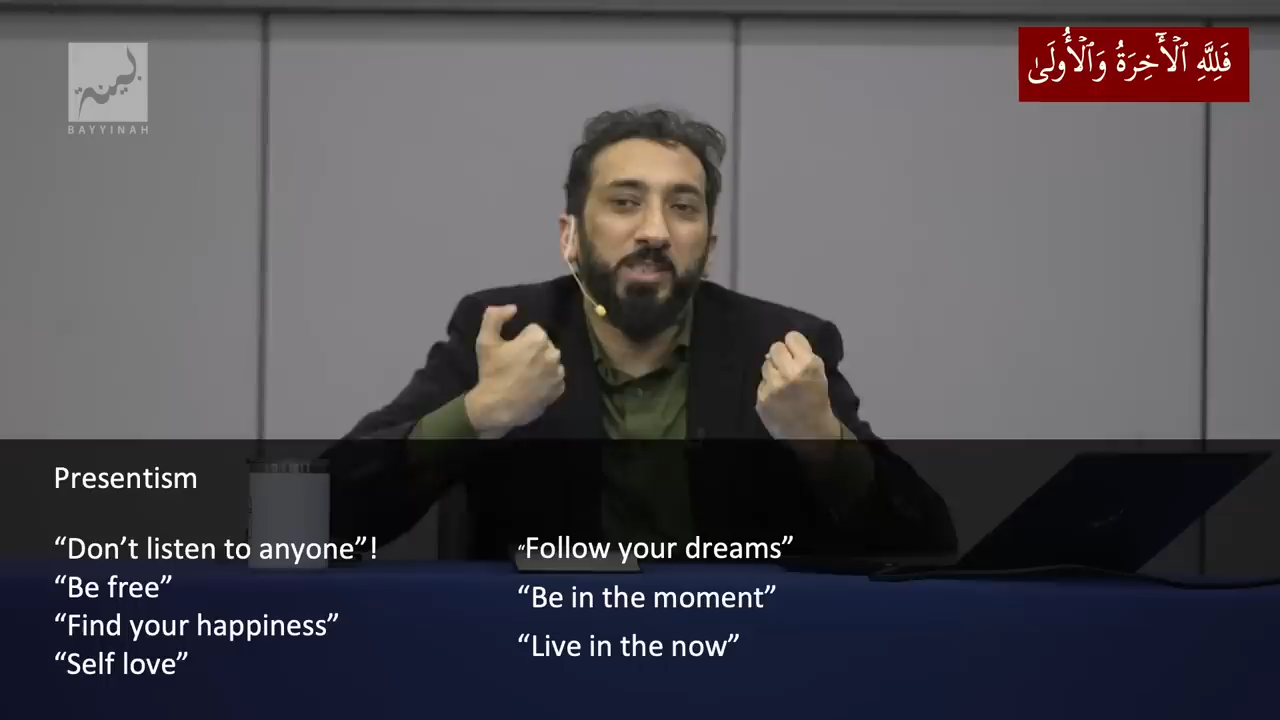 بينة
BAYYINAH
فَلِلَّهِ ٱلْأَٓخِرَةُ وَٱلْأُولَىٰ
Presentism
“Don’t listen to anyone”!
“Be free”
“Find your happiness”
“Self love”
“Follow your dreams”
“Be in the moment”
“Live in the now”